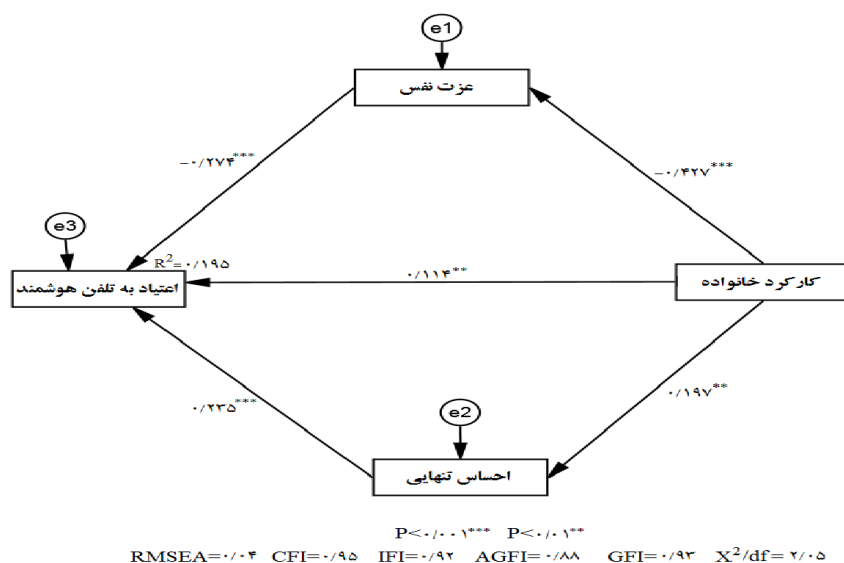 e1
عزت نفس
-۰/۲۷۴***
-۰/۴۲۷***
e3
R²=۰/۱۹۵
اعتیاد به تلفن هوشمند
۰/۱۱۴**
کارکرد خانواده
۰/۲۳۵***
۰/۱۹۷**
e2
احساس تنهایی
P<۰/۰۰۱*** P<۰/۰۱**
RMSEA=۰/۰۴ CFI=۰/۹۵ IFI=۰/۹۲ AGFI=۰/۸۸ GFI=۰/۹۳ X²/df=۲/۰۵